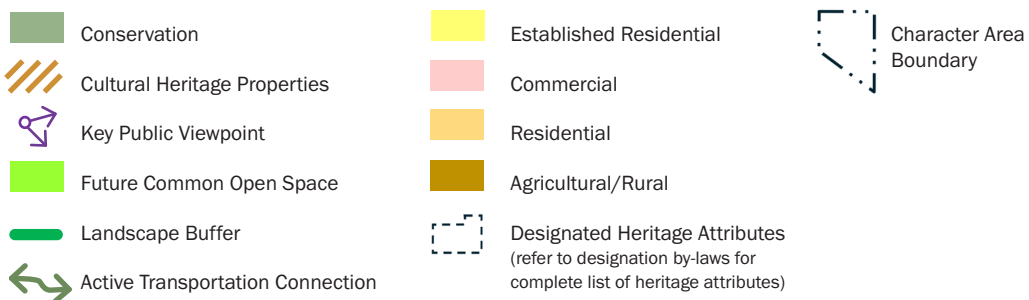 Conservation
Cultural Heritage Properties
Key Public Viewpoint
Future Common Open Space
Landscape Buffer
Active Transportation Connection
Established Residential
Commercial
Residential
Agricultural/Rural
Designated Heritage Attributes
(refer to designation by-laws for
complete list of heritage attributes)
Character Area
Boundary